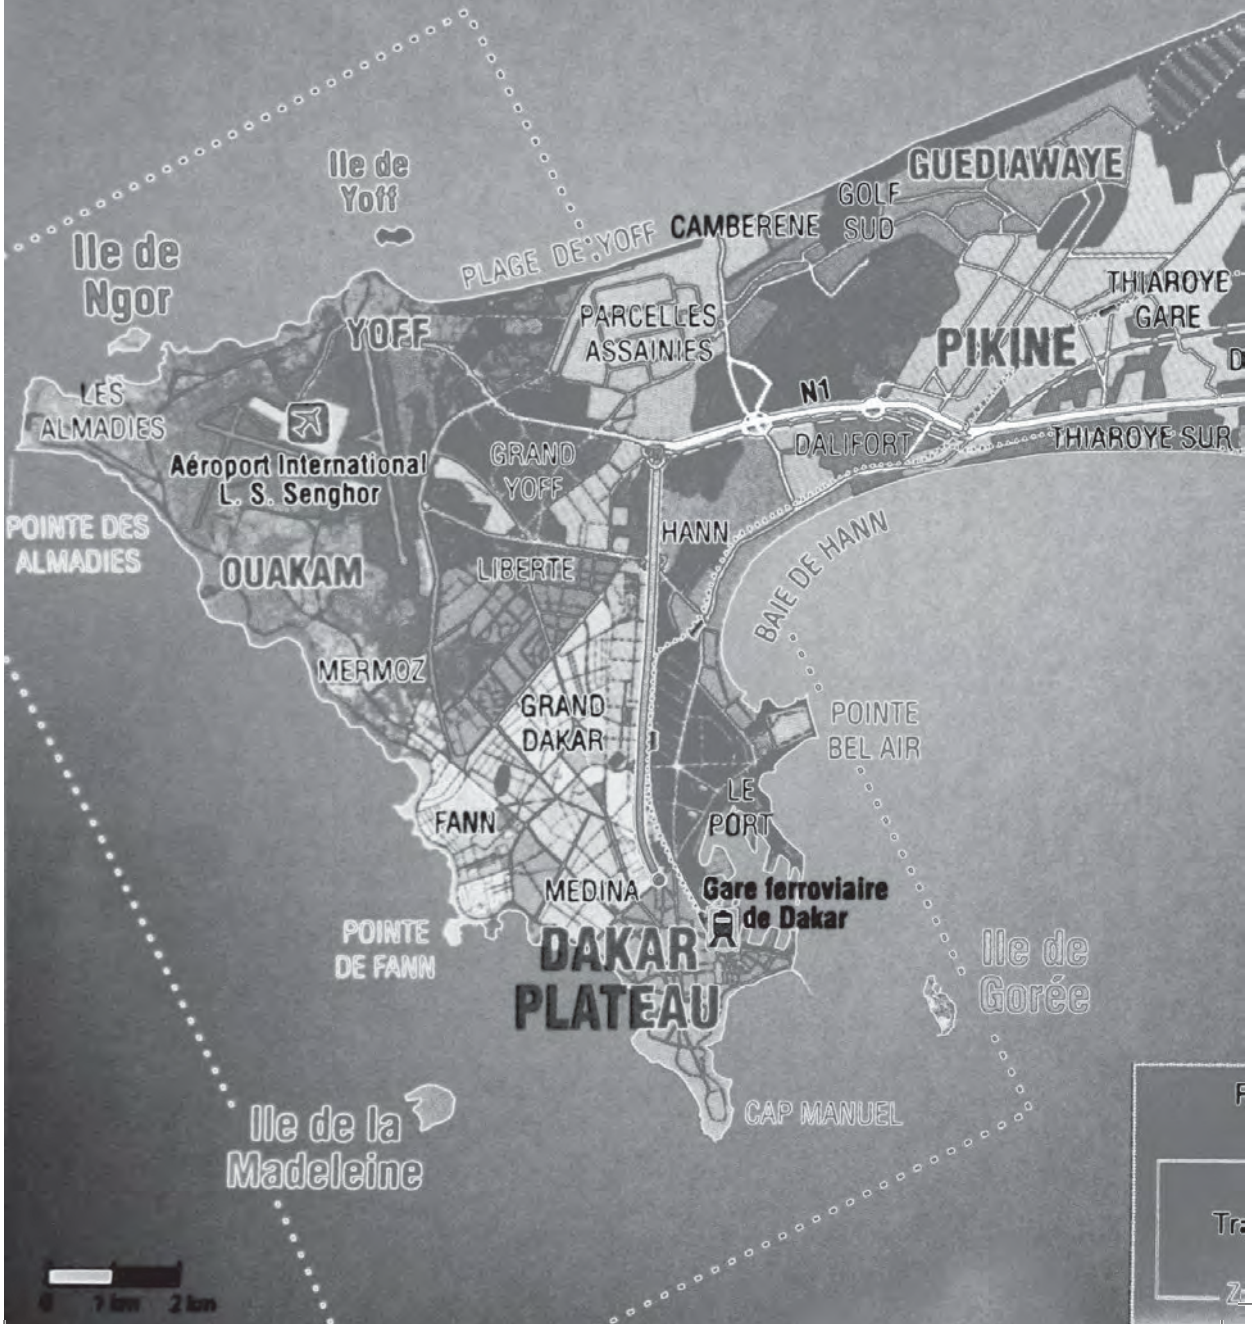 Ile de
Yoff
GUEDIAWAYE
GOLF
SUD
CAMBERENE
PLAGE DE YOFF
Ile de
Ngor
THIAROYE
GARE
YOFF
PARCELLES
ASSAINIES
PIKINE
D
N1
LES
ALMADIES
DALIFORT
THIAROYE SUR
Aéroport International
L. S. Senghor
GRAND
YOFF
POINTE DES
ALMADIES
HANN
BAIE DE HANN
OUAKAM
LIBERTE
MERMOZ
GRAND
DAKAR
POINTE
BEL AIR
LE
PORT
FANN
MEDINA
Gare ferroviaire
de Dakar
POINTE
DE FANN
DAKAR
PLATEAU
Ile de
Gorée
CAP MANUEL
Ile de la
Madeleine
Tra
0 1 km 2 km